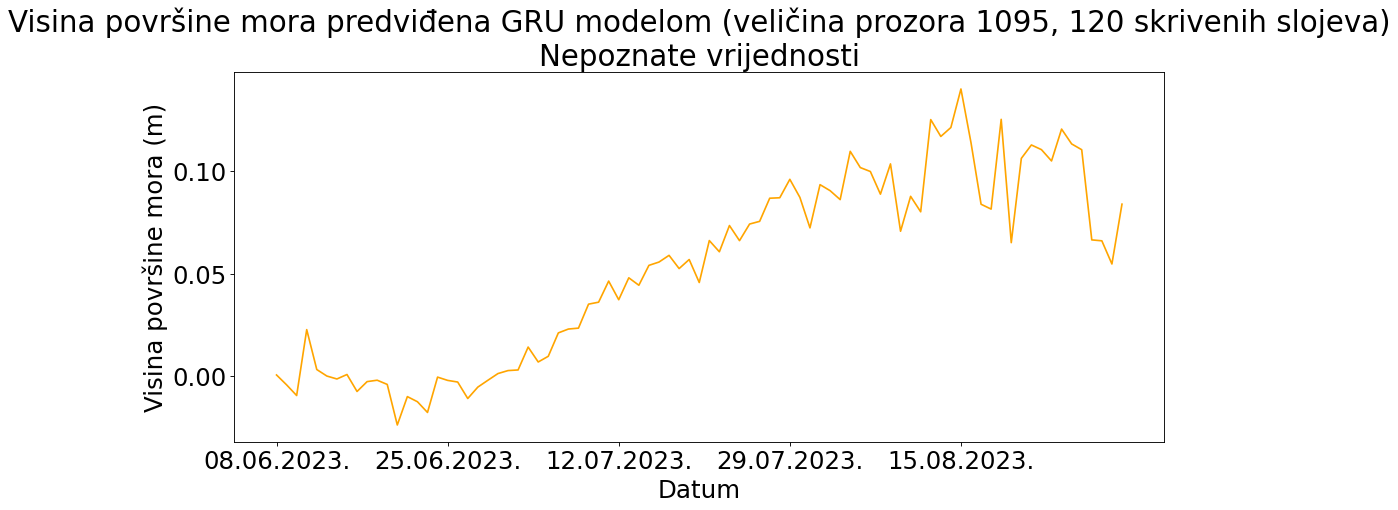 Visina površine mora predviđena GRU modelom (veličina prozora 1095, 120 skrivenih slojeva)
Nepoznate vrijednosti
Visina površine mora (m)
0.10
0.05
0.00
08.06.2023.
25.06.2023.
12.07.2023.
29.07.2023.
15.08.2023.
Datum